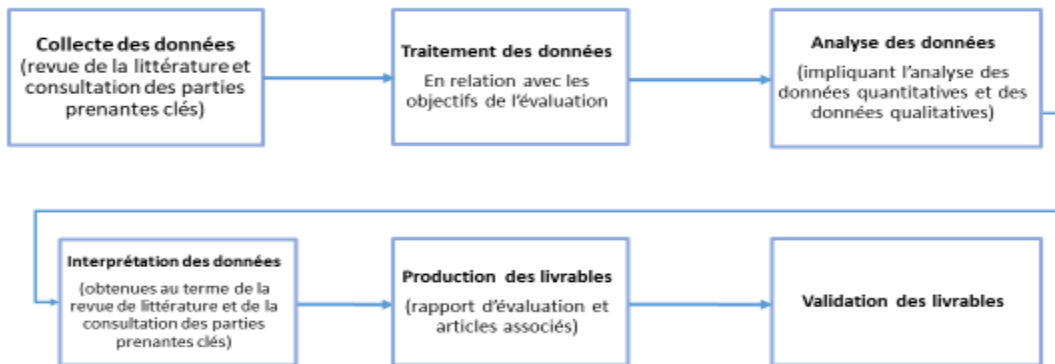 Collecte des données
(revue de la littérature et
consultation des parties
prenantes clés)
Traitement des données
En relation avec les
objectifs de l'évaluation
Analyse des données
(impliquant l'analyse des
données quantitatives et des
données qualitatives)
Interprétation des données
(obtenues au terme de la
revue de littérature et de la
consultation des parties
prenantes clés)
Production des livrables
(rapport d'évaluation et
articles associés)
Validation des livrables